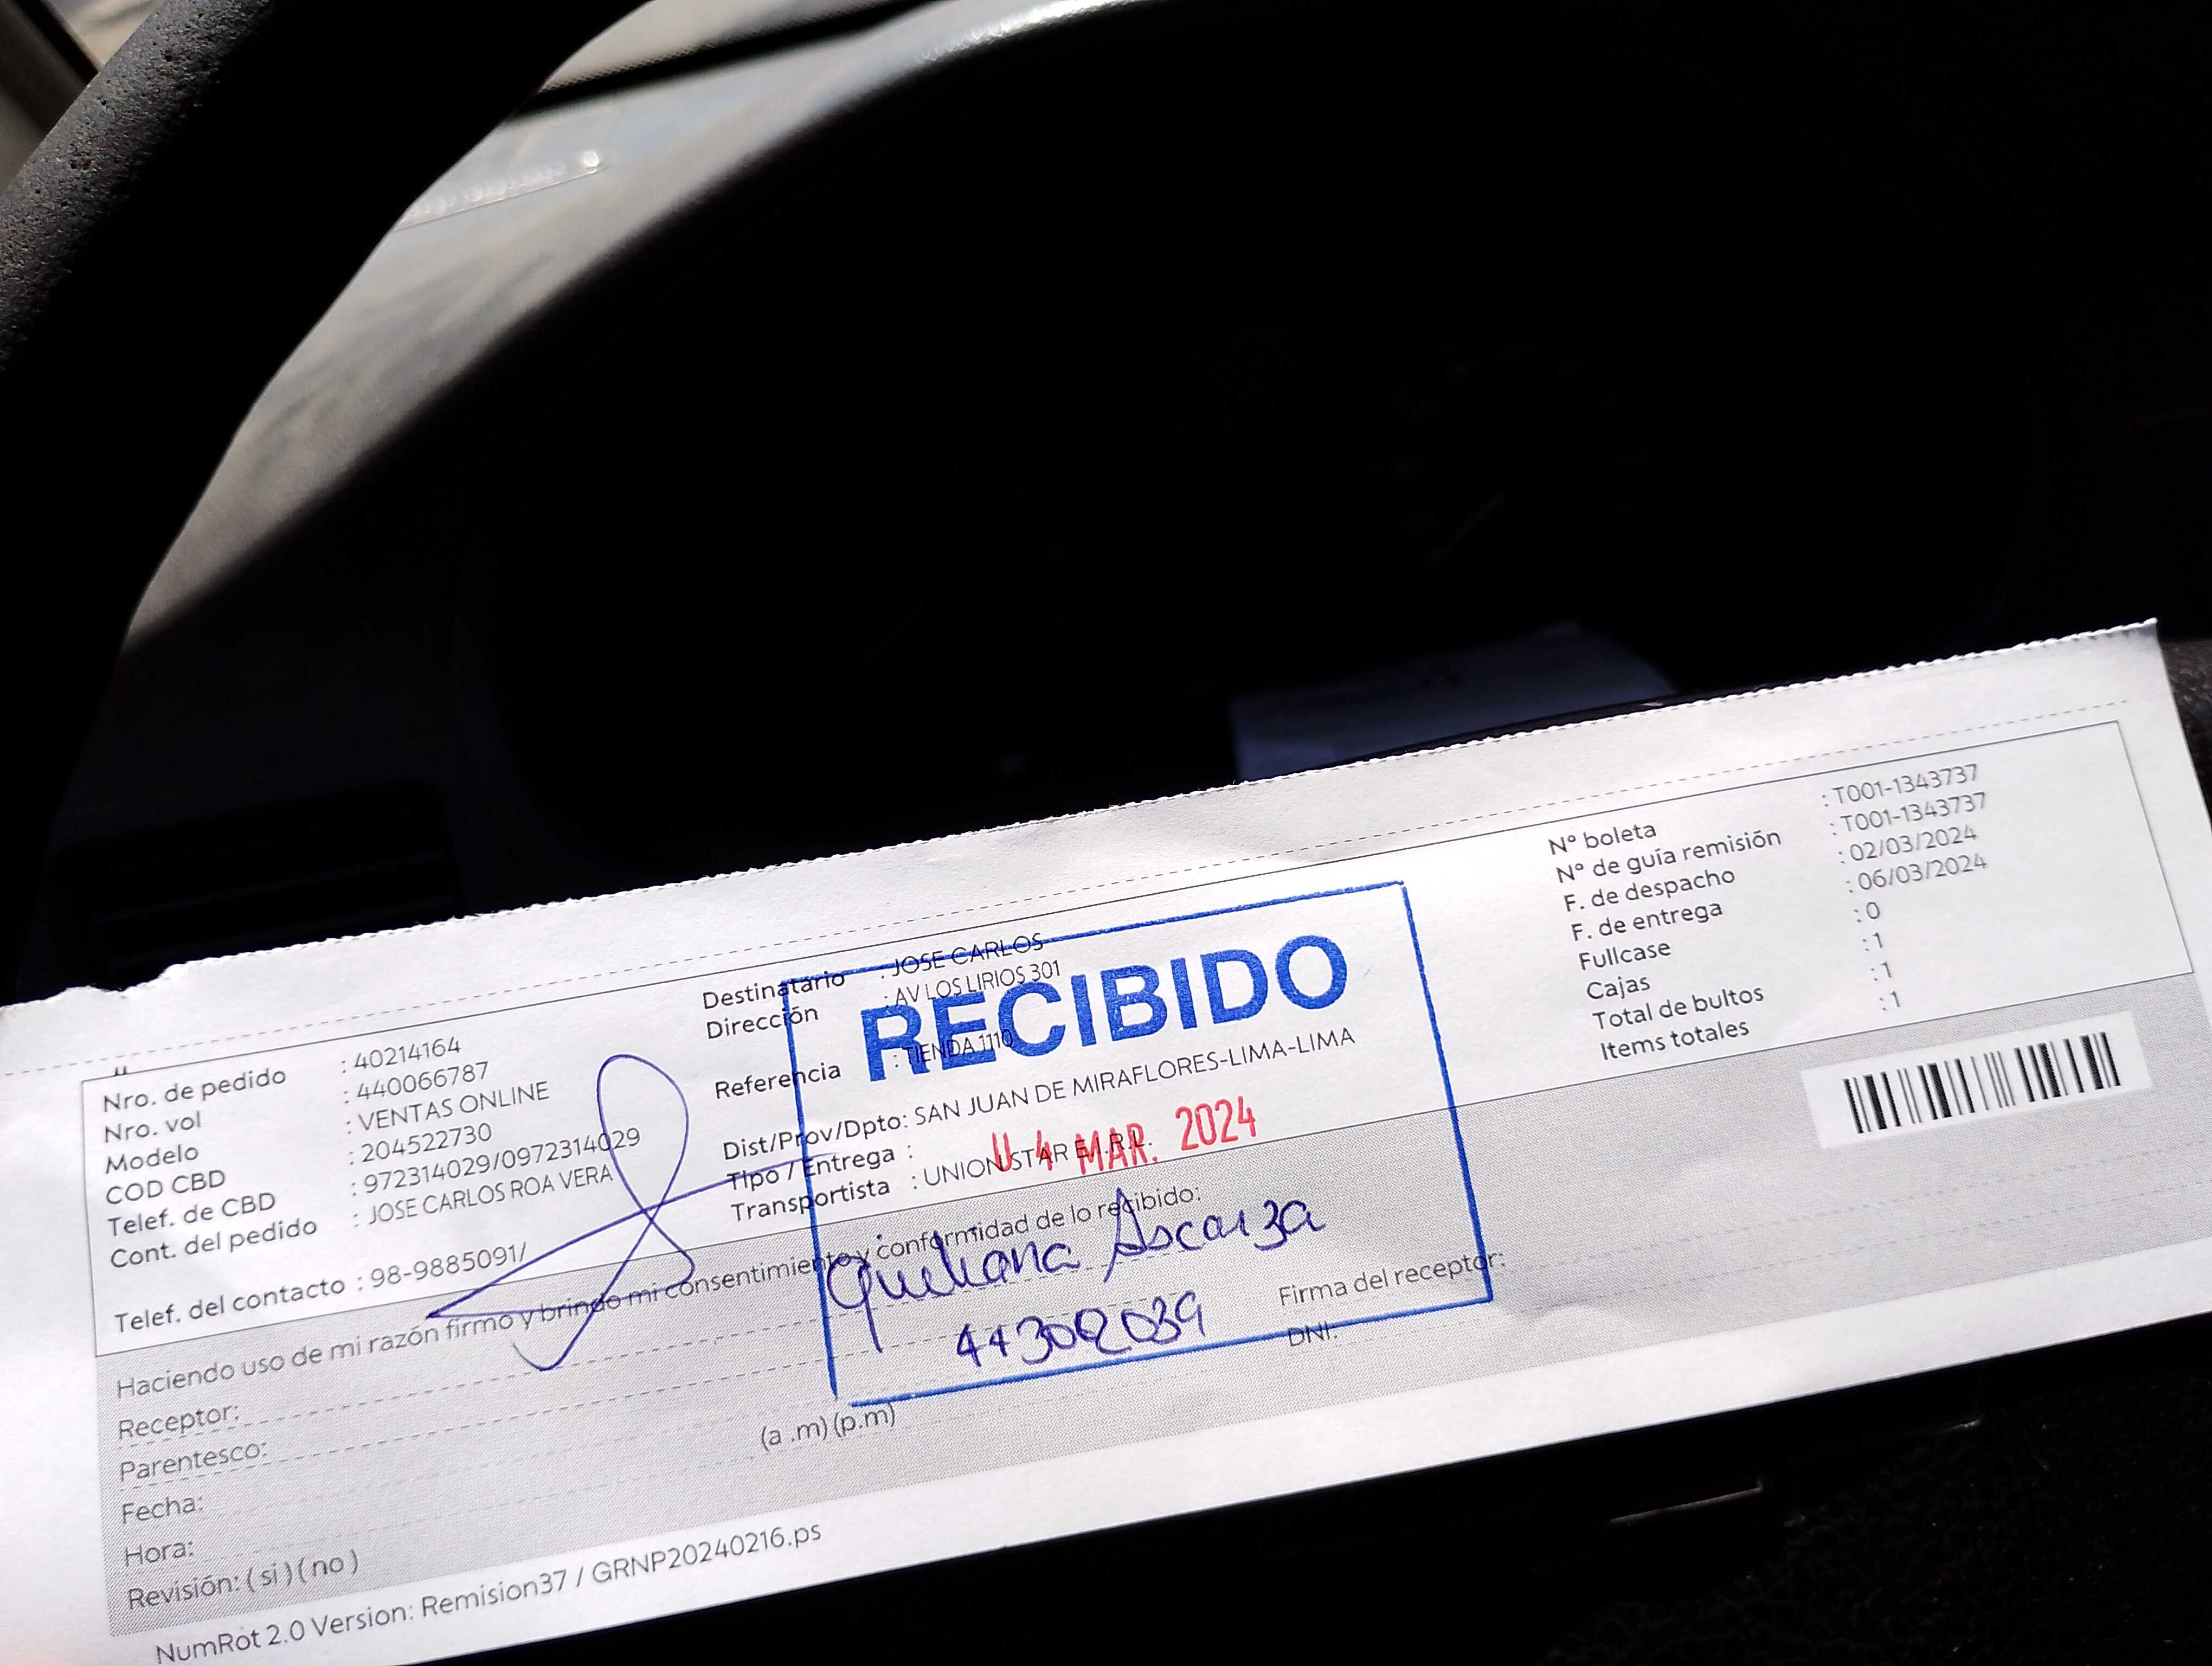 Nro. de pedido : 40214164
Nro. vol : 440066787
Modelo : VENTAS ONLINE
COD CBD : 204522730
Telef. de CBD : 972314029/0972314029
Cont. del pedido : JOSE CARLOS ROA VERA
Telef. del contacto : 98-9885091/
Destinatario : JOSE CARLOS
Dirección : AV LOS LIRIOS 301
Referencia : TIENDA 1110
Dist/Prov/Dpto: SAN JUAN DE MIRAFLORES-LIMA-LIMA
Tipo / Entrega :
Transportista : UNION STAR E.I.R.L.
N° boleta : T001-1343737
N° de guía remisión : T001-1343737
F. de despacho : 02/03/2024
F. de entrega : 06/03/2024
Fullcase : 0
Cajas : 1
Total de bultos : 1
Items totales : 1
RECIBIDO
4 MAR. 2024
Ascarza
44302039
Haciendo uso de mi razón firmo y brindo mi consentimiento y conformidad de lo recibido:
Receptor:
Parentesco:
Fecha:
Hora: (a .m) (p.m)
Revisión: ( si ) ( no )
Firma del receptor:
DNI:
NumRot 2.0 Version: Remision37 / GRNP20240216.ps